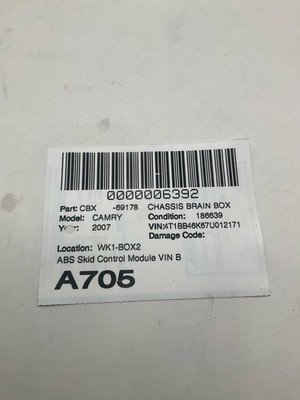 0000006392
Part: CBX -69178 CHASSIS BRAIN BOX
Model: CAMRY Condition: 186639
Year: 2007 VIN:4T1BB46K67U012171
Damage Code:
Location: WK1-BOX2
ABS Skid Control Module VIN B
A705